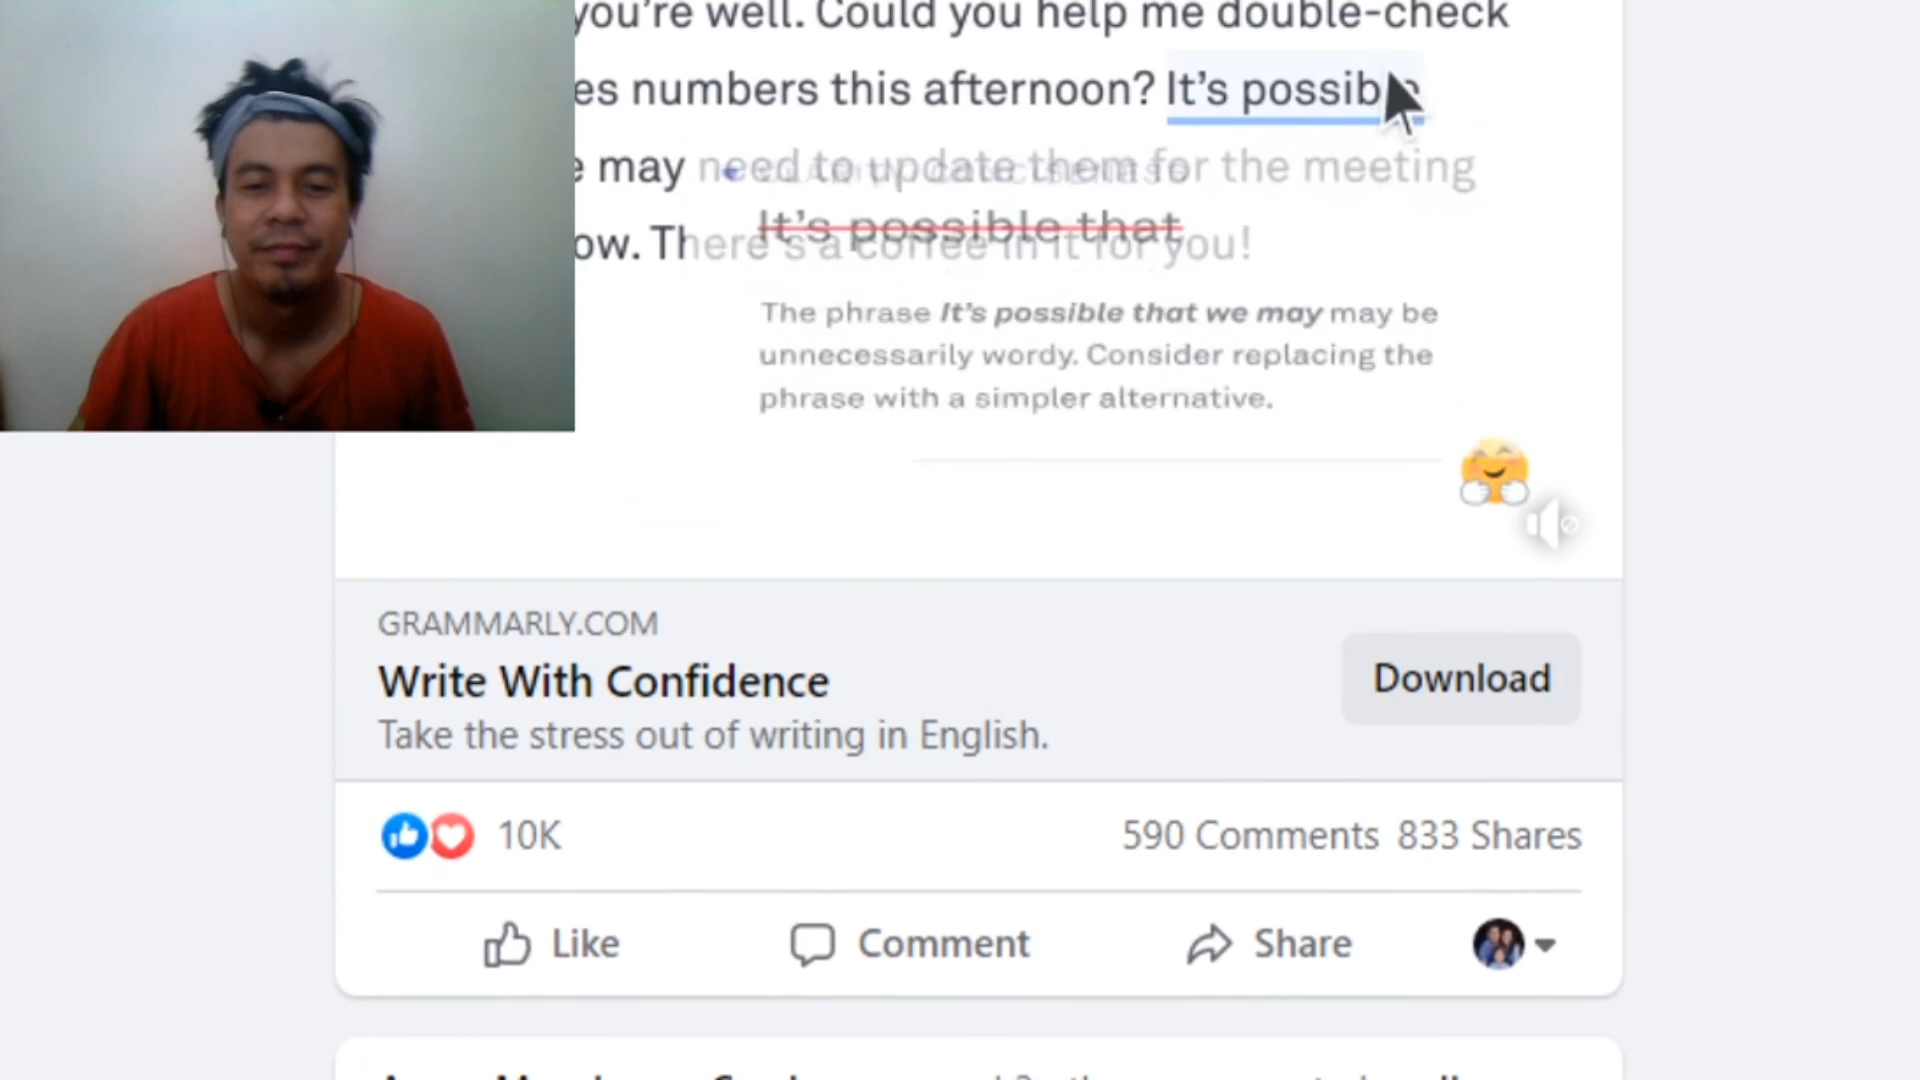 you're well. Could you help me double-check
es numbers this afternoon? It's possible
may need to update them for the meeting
ow. There's a coffee in it for you!
It's possible that
The phrase It's possible that we may may be
unnecessarily wordy. Consider replacing the
phrase with a simpler alternative.
GRAMMARLY.COM
Write With Confidence
Take the stress out of writing in English.
Download
10K
590 Comments 833 Shares
Like
Comment
Share